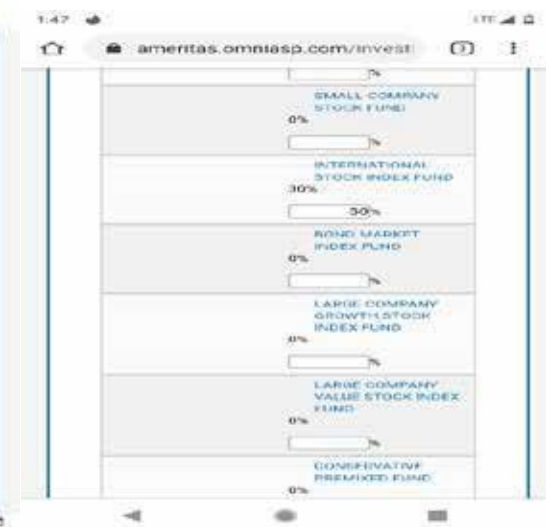 1:47
LTE
ameritas.omniasp.com/invest
%
SMALL COMPANY
STOCK FUND
0%
%
INTERNATIONAL
STOCK INDEX FUND
30%
30%
BOND MARKET
INDEX FUND
0%
%
LARGE COMPANY
GROWTH STOCK
INDEX FUND
0%
%
LARGE COMPANY
VALUE STOCK INDEX
FUND
0%
%
CONSERVATIVE
PREMIXED FUND
0%